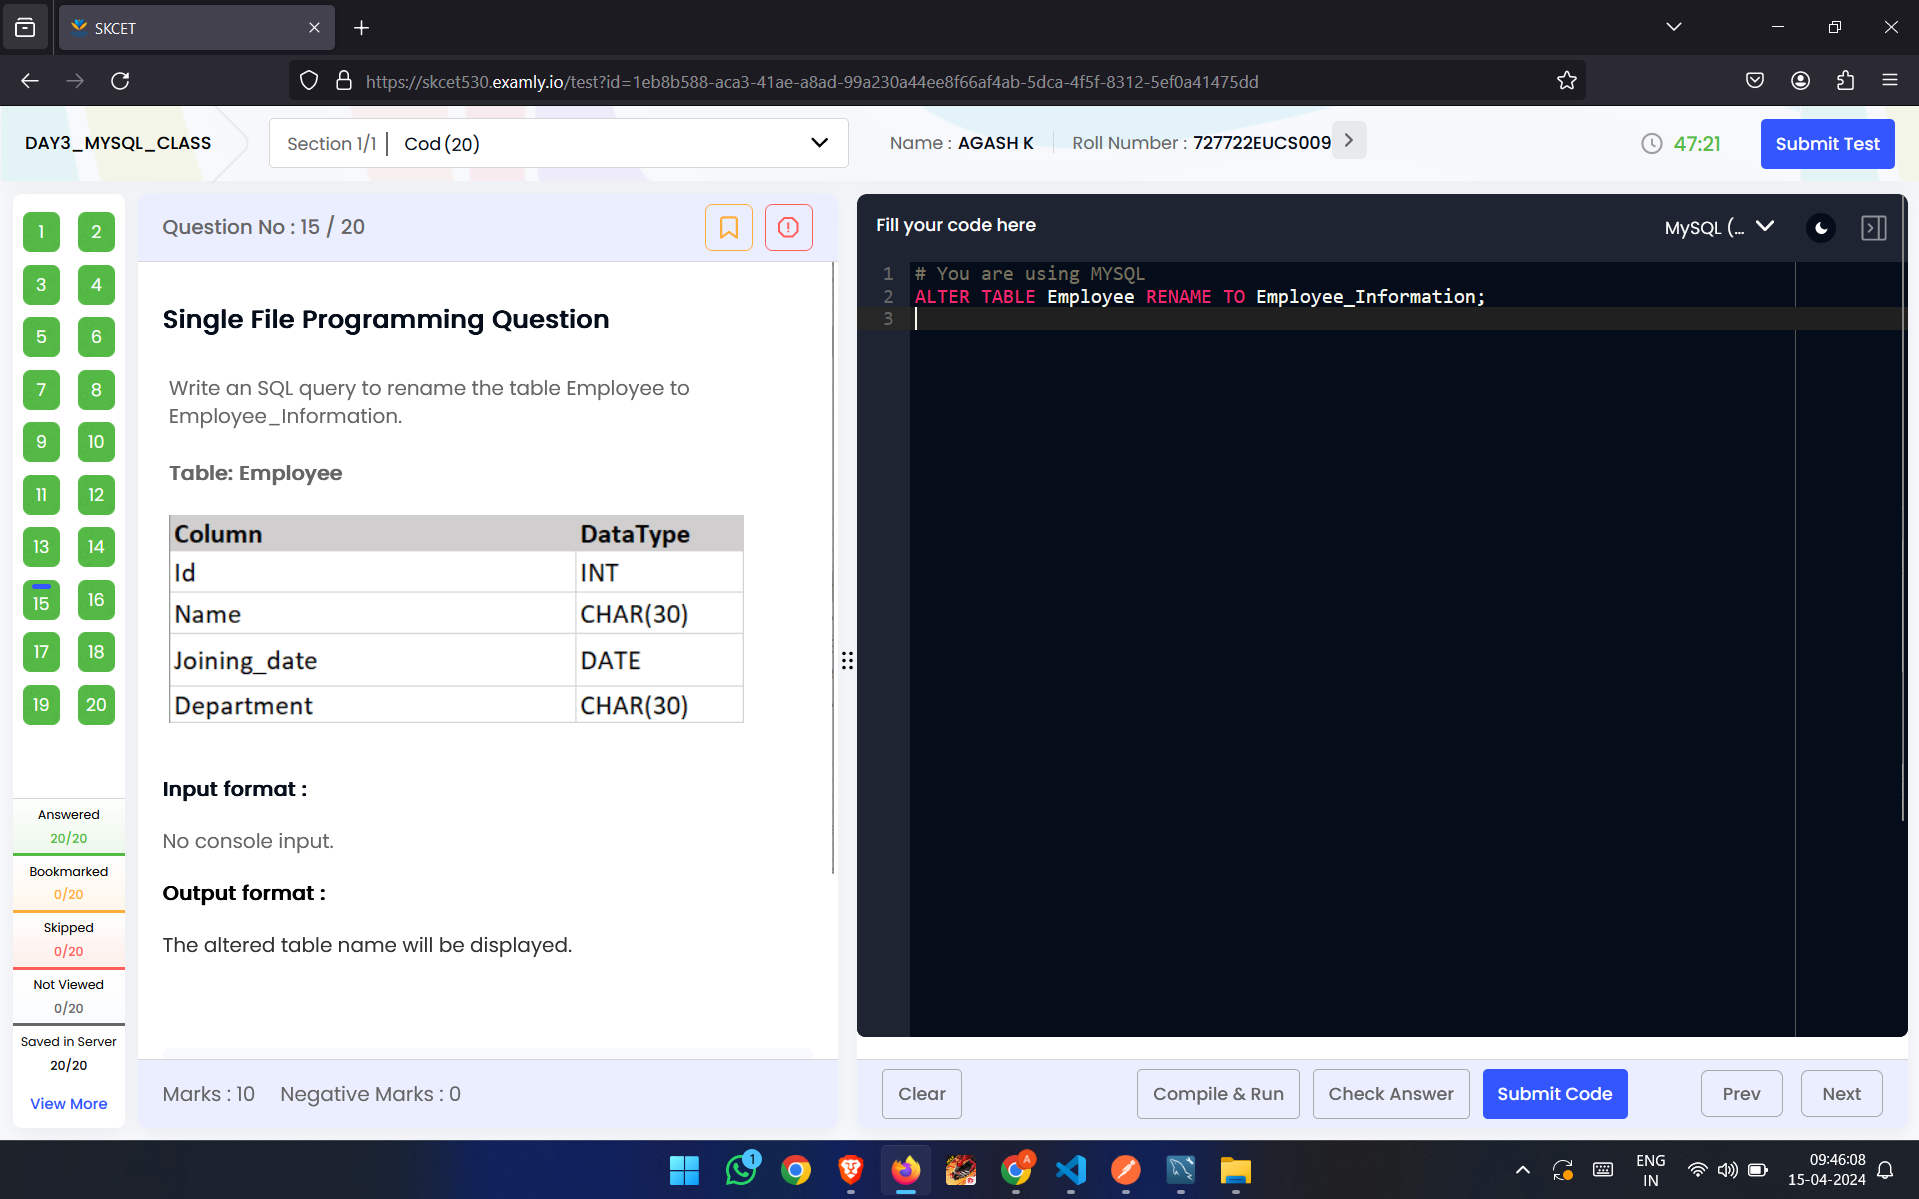 SKCET
https://skcet530.examly.io/test?id=1eb8b588-aca3-41ae-a8ad-99a230a44ee8f66af4ab-5dca-4f5f-8312-5ef0a41475dd
DAY3_MYSQL_CLASS
Section 1/1 | Cod (20)
Name : AGASH K
Roll Number : 727722EUCS009
47:21
Submit Test
1 2
3 4
5 6
7 8
9 10
11 12
13 14
15 16
17 18
19 20
Answered
20/20
Bookmarked
0/20
Skipped
0/20
Not Viewed
0/20
Saved in Server
20/20
View More
Question No : 15 / 20
Single File Programming Question
Write an SQL query to rename the table Employee to
Employee_Information.
Table: Employee
Column DataType
Id INT
Name CHAR(30)
Joining_date DATE
Department CHAR(30)
Input format :
No console input.
Output format :
The altered table name will be displayed.
Marks : 10 Negative Marks : 0
Fill your code here
MySQL (...
1 # You are using MYSQL
2 ALTER TABLE Employee RENAME TO Employee_Information;
3
Clear
Compile & Run
Check Answer
Submit Code
Prev
Next
1
A
ENG
IN
09:46:08
15-04-2024